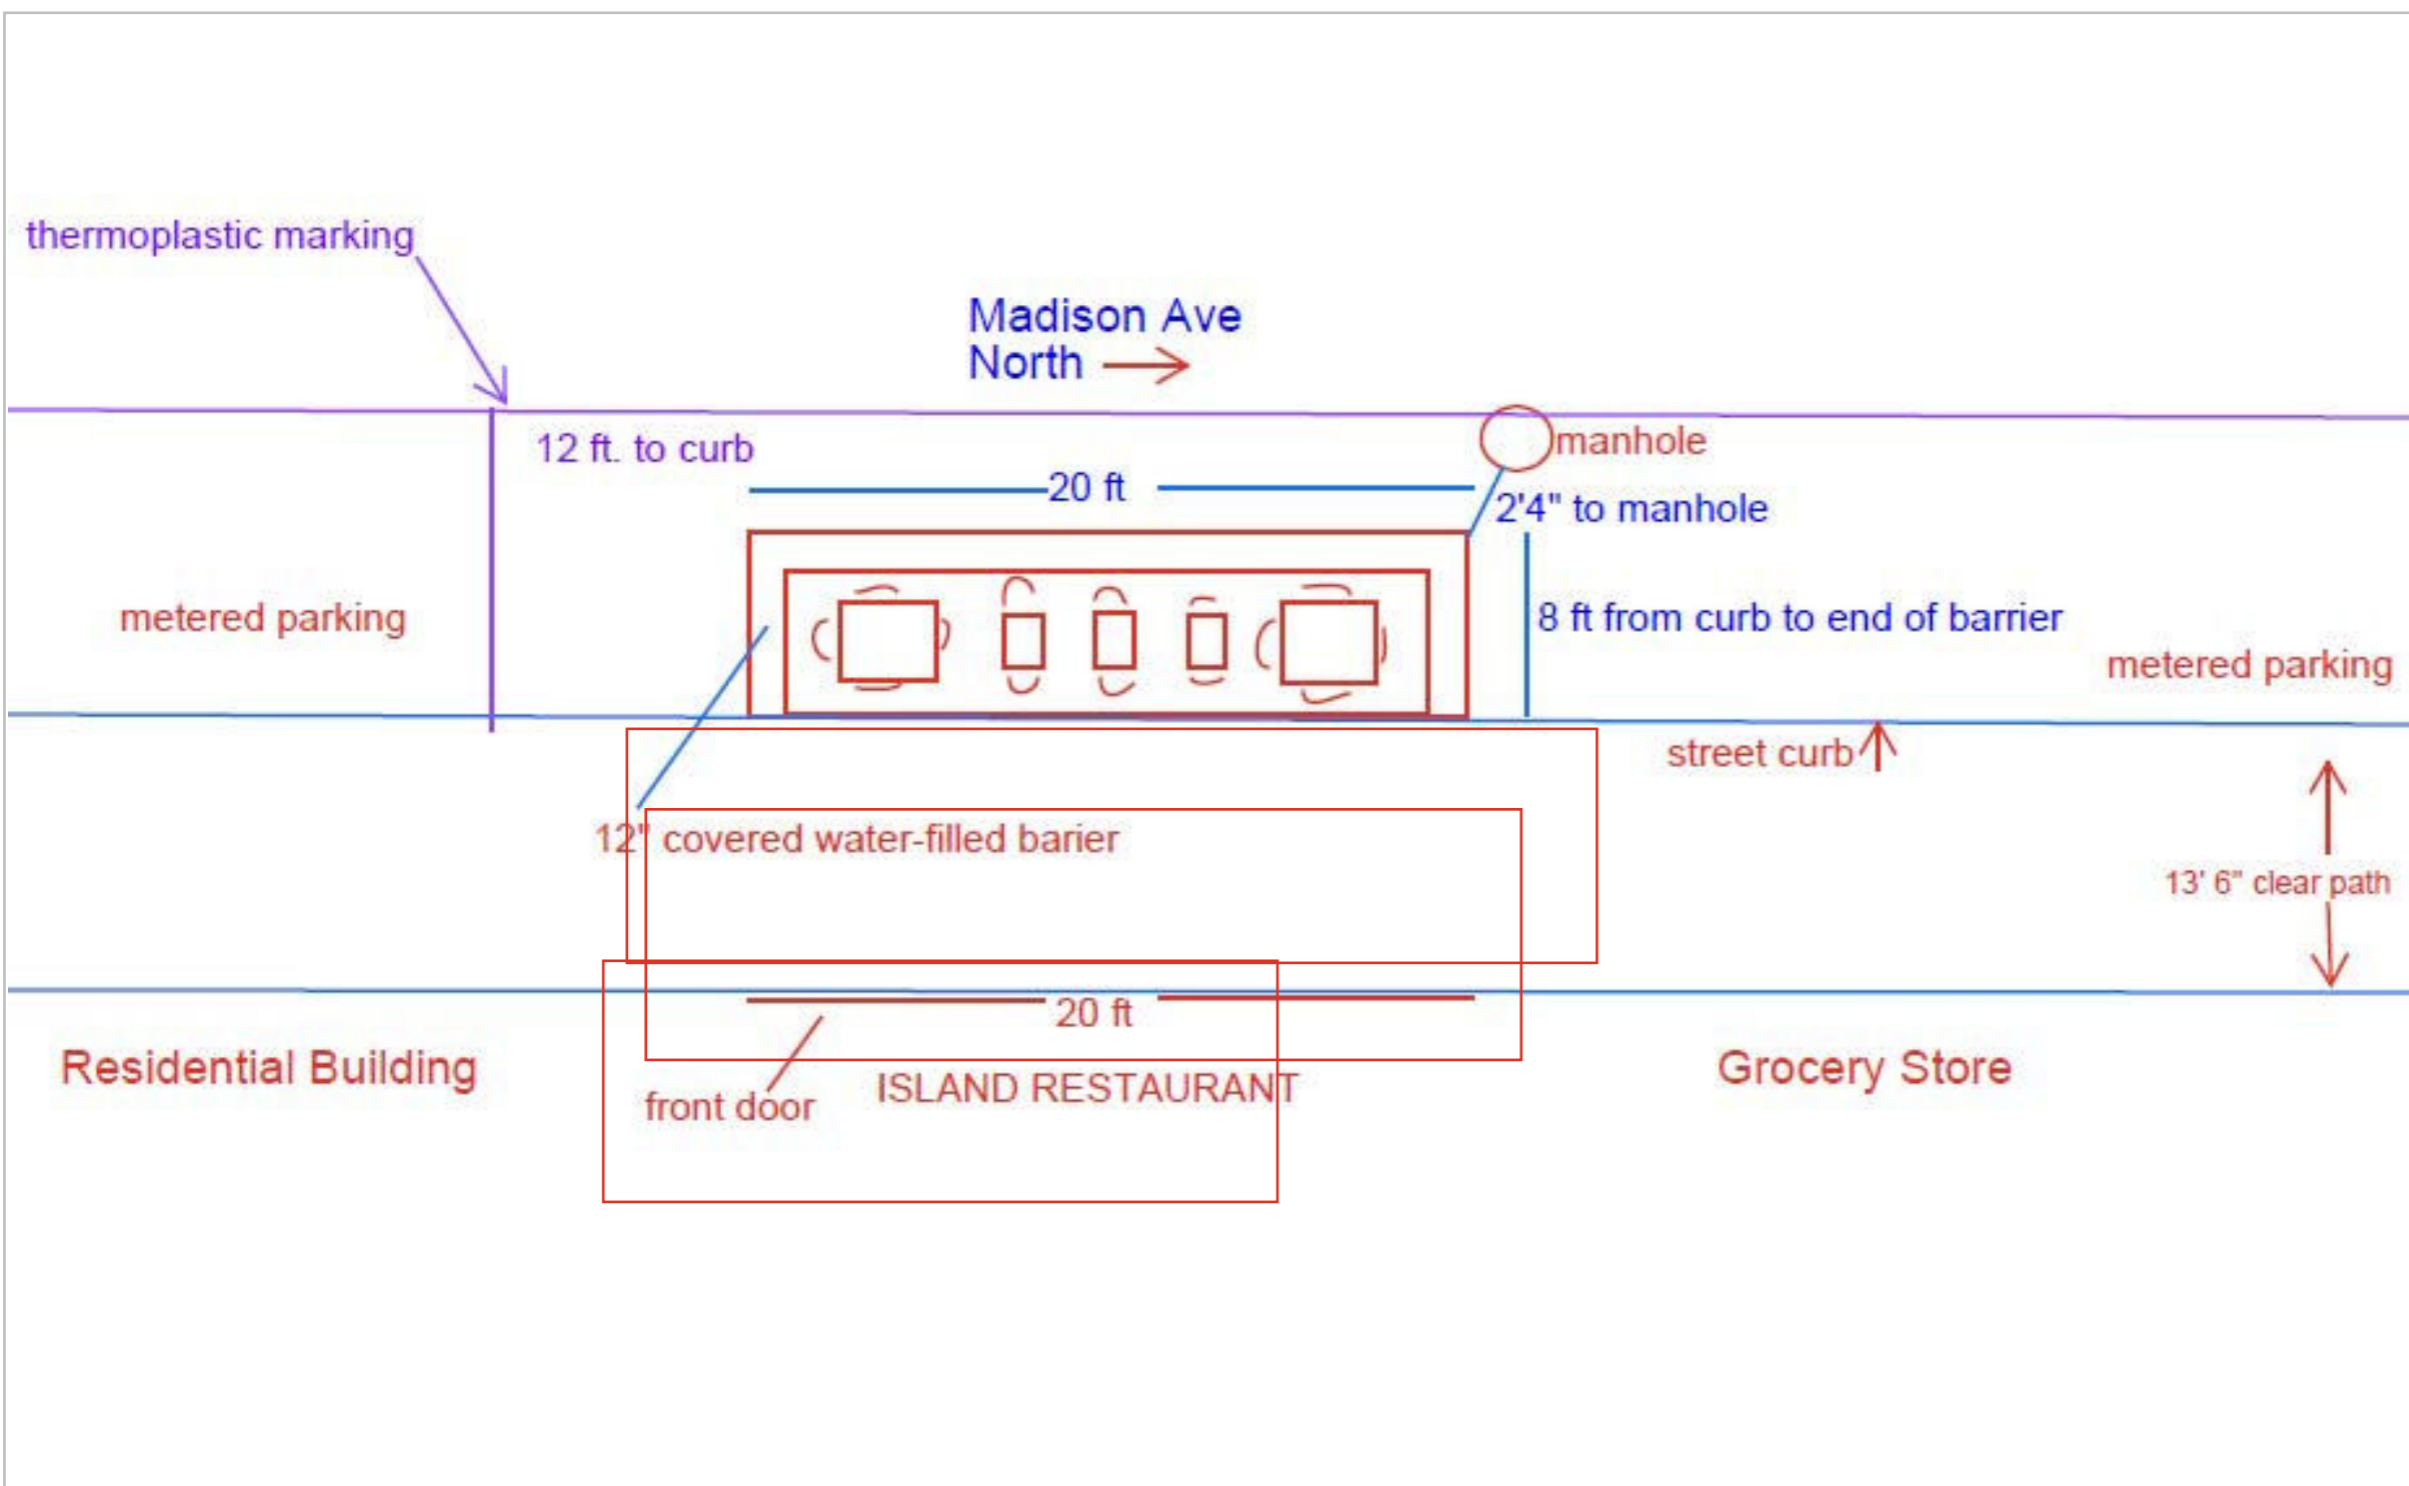 thermoplastic marking
Madison Ave
North
12 ft. to curb
manhole
20 ft
2'4" to manhole
metered parking
8 ft from curb to end of barrier
metered parking
street curb
12" covered water-filled barier
13' 6" clear path
20 ft
Residential Building
front door
ISLAND RESTAURANT
Grocery Store